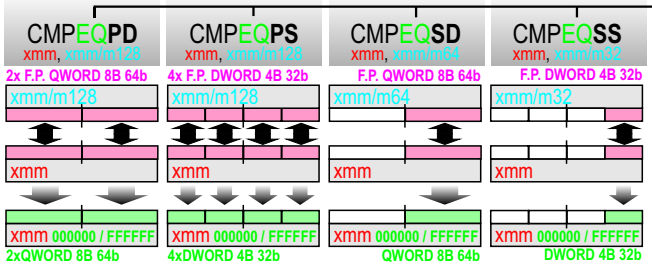 CMPEQPD
xmm, xmm/m128
2x F.P. QWORD 8B 64b
xmm/m128
xmm
xmm 000000 / FFFFFF
2xQWORD 8B 64b
CMPEQPS
xmm, xmm/m128
4x F.P. DWORD 4B 32b
xmm/m128
xmm
xmm 000000 / FFFFFF
4xDWORD 4B 32b
CMPEQSD
xmm, xmm/m64
F.P. QWORD 8B 64b
xmm/m64
xmm
xmm 000000 / FFFFFF
QWORD 8B 64b
CMPEQSS
xmm, xmm/m32
F.P. DWORD 4B 32b
xmm/m32
xmm
xmm 000000 / FFFFFF
DWORD 4B 32b